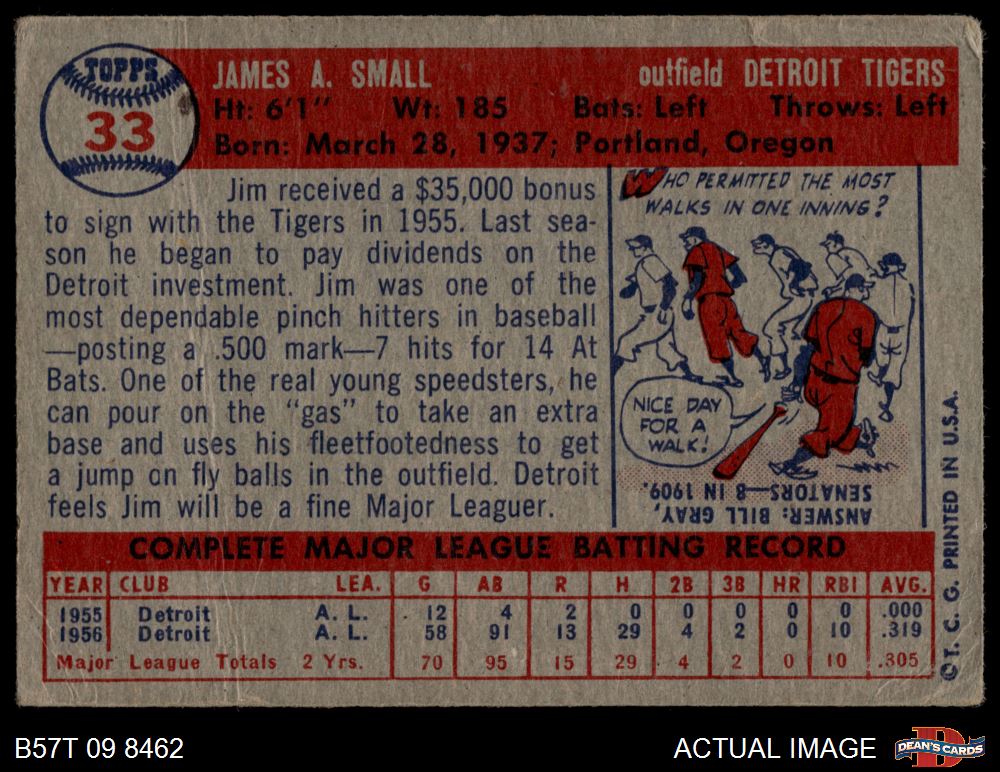 TOPPS
33
JAMES A. SMALL
outfield DETROIT TIGERS
Ht: 6'1" Wt: 185 Bats: Left Throws: Left
Born: March 28, 1937; Portland, Oregon
Jim received a $35,000 bonus
to sign with the Tigers in 1955. Last sea-
son he began to pay dividends on the
Detroit investment. Jim was one of the
most dependable pinch hitters in baseball
—posting a .500 mark—7 hits for 14 At
Bats. One of the real young speedsters, he
can pour on the "gas" to take an extra
base and uses his fleetfootedness to get
a jump on fly balls in the outfield. Detroit
feels Jim will be a fine Major Leaguer.
WHO PERMITTED THE MOST
WALKS IN ONE INNING?
NICE DAY
FOR A
WALK!
ANSWER: BILL GRAY,
SENATORS—8 IN 1909.
COMPLETE MAJOR LEAGUE BATTING RECORD
YEAR CLUB LEA. G AB R H 2B 3B HR RBI AVG.
1955 Detroit A. L. 12 4 2 0 0 0 0 0 .000
1956 Detroit A. L. 58 91 13 29 4 2 0 10 .319
Major League Totals 2 Yrs. 70 95 15 29 4 2 0 10 .305
©T. C. G. PRINTED IN U.S.A.
B57T 09 8462
ACTUAL IMAGE
DEAN'S CARDS